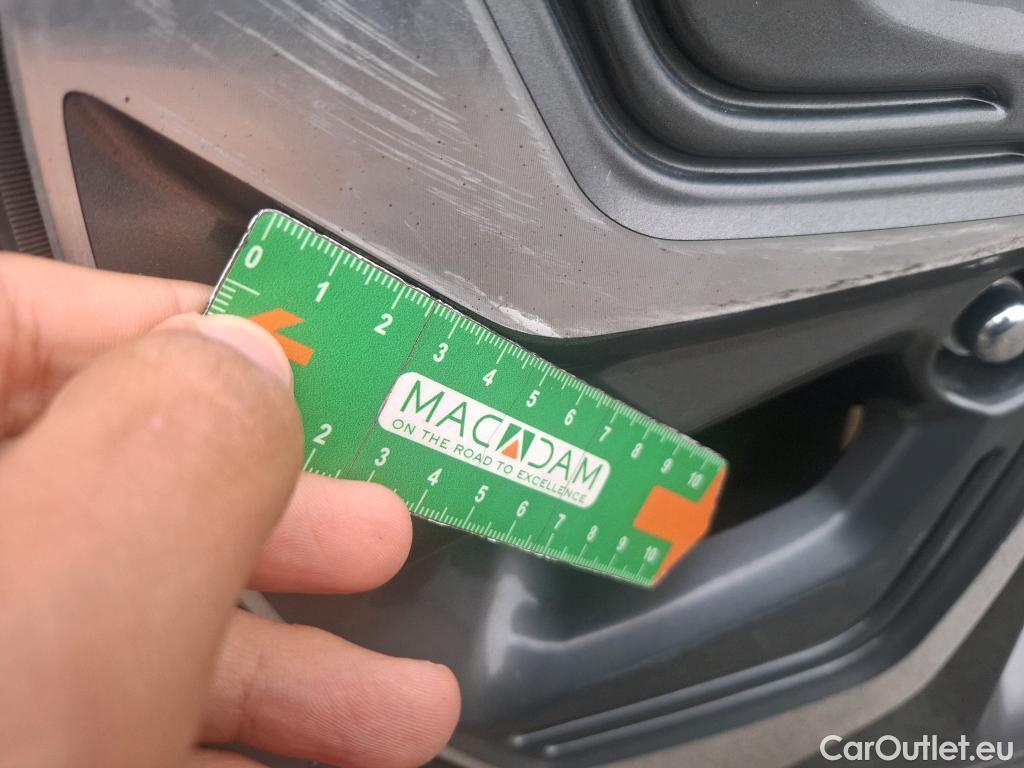 0 1 2 3 4 5 6 7 8 9 10
MACADAM
ON THE ROAD TO EXCELLENCE
2 3 4 5 6 7 8 9 10
CarOutlet.eu